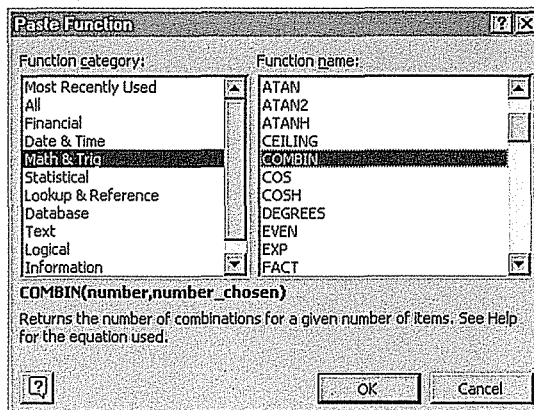 Paste Function
Function category:
Most Recently Used
All
Financial
Date & Time
Math & Trig
Statistical
Lookup & Reference
Database
Text
Logical
Information
Function name:
ATAN
ATAN2
ATANH
CEILING
COMBIN
COS
COSH
DEGREES
EVEN
EXP
FACT
COMBIN(number,number_chosen)
Returns the number of combinations for a given number of items. See Help
for the equation used.
OK
Cancel